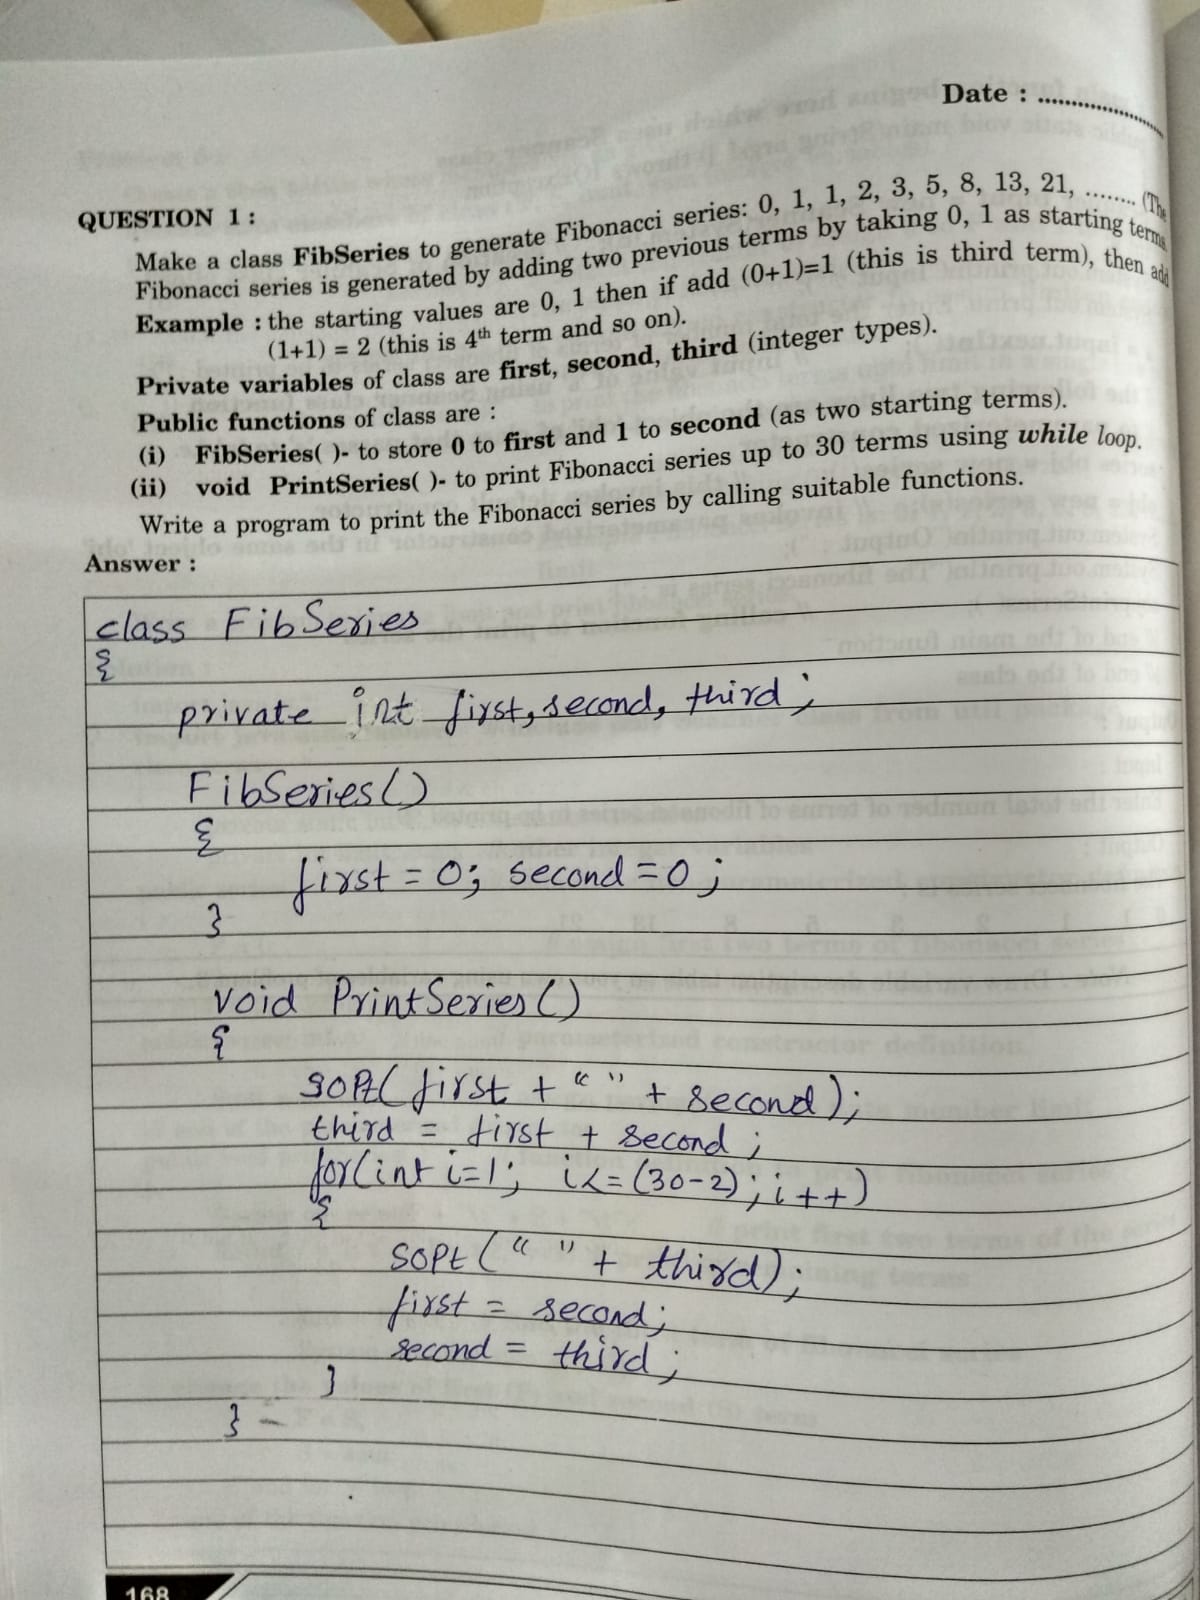 Date : ........................
QUESTION 1 :
Make a class FibSeries to generate Fibonacci series: 0, 1, 1, 2, 3, 5, 8, 13, 21, ........ (The
Fibonacci series is generated by adding two previous terms by taking 0, 1 as starting terms.
Example : the starting values are 0, 1 then if add (0+1)=1 (this is third term), then add
(1+1) = 2 (this is 4th term and so on).
Private variables of class are first, second, third (integer types).
Public functions of class are :
(i) FibSeries( )- to store 0 to first and 1 to second (as two starting terms).
(ii) void PrintSeries( )- to print Fibonacci series up to 30 terms using while loop.
Write a program to print the Fibonacci series by calling suitable functions.
Answer :
class FibSeries
{
private int first, second, third;
FibSeries()
{
first = 0; second = 0;
}
void PrintSeries()
{
SOPt( first + " " + second);
third = first + second;
for(int i=1; i<=(30-2); i++)
{
SOPt ( " " + third);
first = second;
second = third;
}
}
168